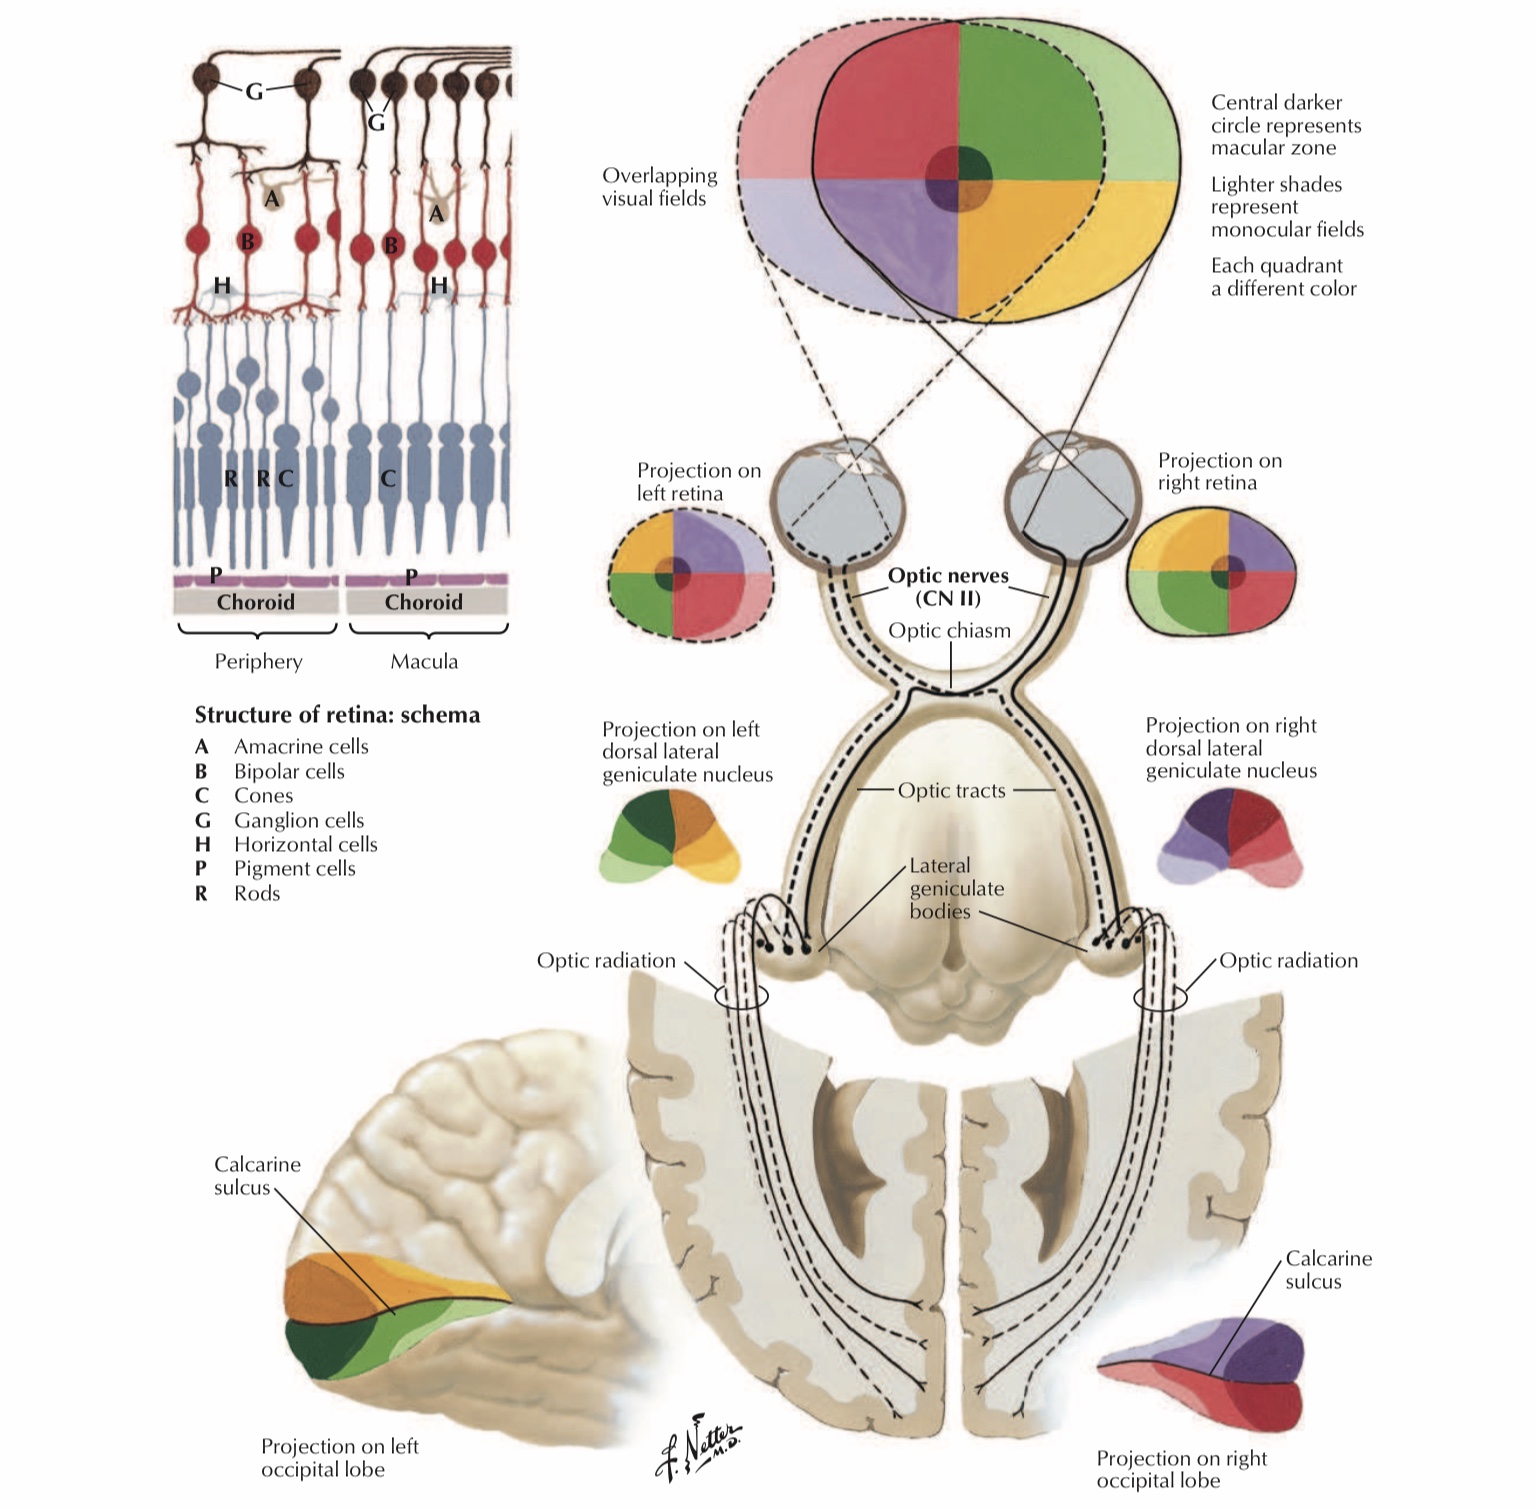 G
G
A
A
B
B
H
H
R
R
C
C
P
P
Choroid
Choroid
Periphery
Macula
Structure of retina: schema
A Amacrine cells
B Bipolar cells
C Cones
G Ganglion cells
H Horizontal cells
P Pigment cells
R Rods
Overlapping
visual fields
Central darker
circle represents
macular zone
Lighter shades
represent
monocular fields
Each quadrant
a different color
Projection on
left retina
Projection on
right retina
Optic nerves
(CN II)
Optic chiasm
Projection on left
dorsal lateral
geniculate nucleus
Projection on right
dorsal lateral
geniculate nucleus
Optic tracts
Lateral
geniculate
bodies
Optic radiation
Optic radiation
Calcarine
sulcus
Calcarine
sulcus
Projection on left
occipital lobe
Projection on right
occipital lobe
F. Netter
M.D.